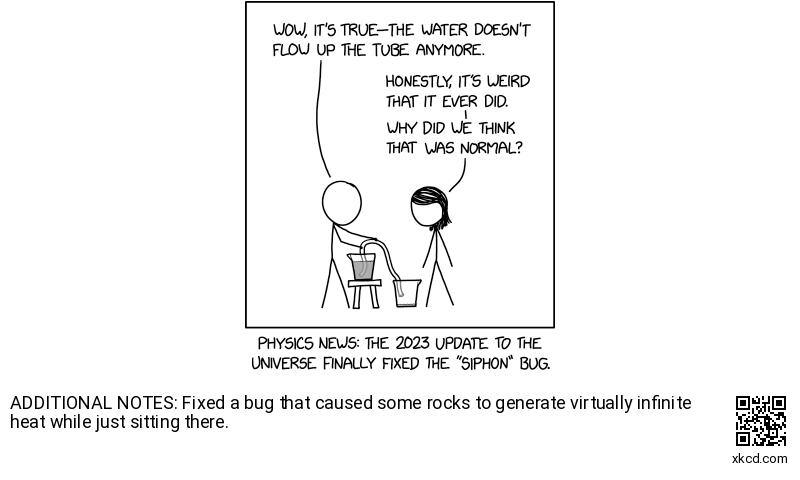 WOW, IT'S TRUE—THE WATER DOESN'T
FLOW UP THE TUBE ANYMORE.
HONESTLY, IT'S WEIRD
THAT IT EVER DID.
WHY DID WE THINK
THAT WAS NORMAL?
PHYSICS NEWS: THE 2023 UPDATE TO THE
UNIVERSE FINALLY FIXED THE "SIPHON" BUG.
ADDITIONAL NOTES: Fixed a bug that caused some rocks to generate virtually infinite
heat while just sitting there.
xkcd.com